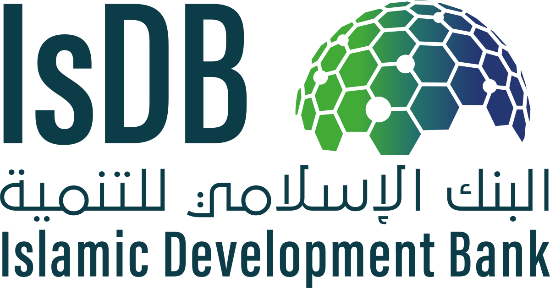 IsDB
البنك الإسلامي للتنمية
Islamic Development Bank